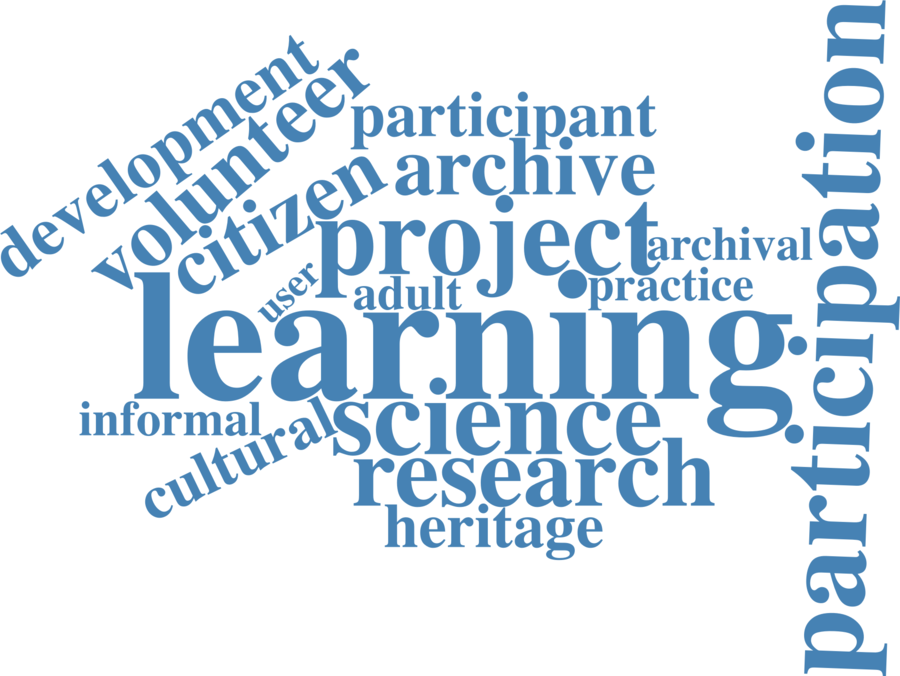 development
volunteer
participant
citizen
archive
project
archival
user
adult
practice
learning
informal
cultural
science
research
heritage
participation